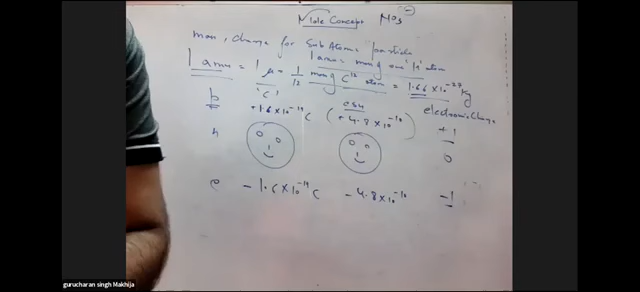 Mole Concept NO3 (-)
mass, charge for Sub Atomic particle
1 amu = mass of one 'H' atom
1 amu = 1 μ = 1/12 mass of C12 atom = 1.66 × 10^-27 Kg
'C' esu electronic charge
p +1.6×10^-19 C (+4.8×10^-10) +1
n 0
e -1.6×10^-19 C -4.8×10^-10 -1
gurucharan singh Makhija